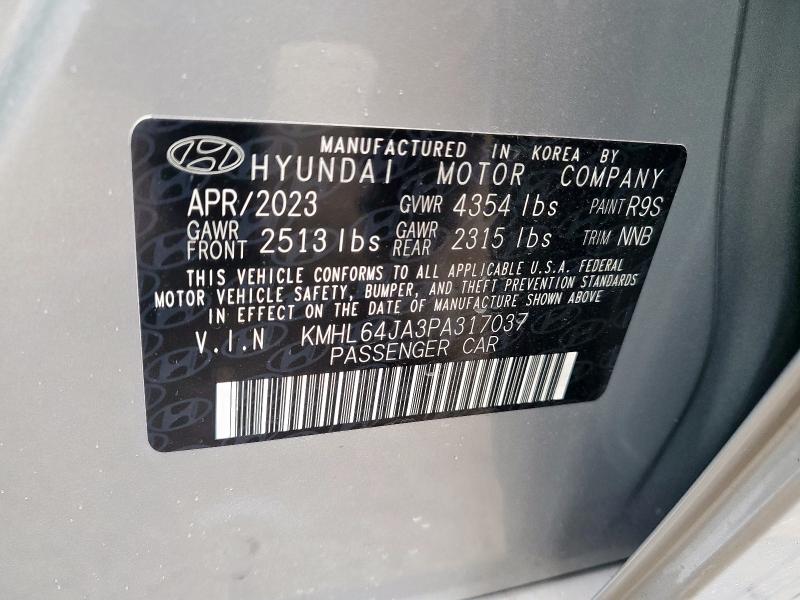 MANUFACTURED IN KOREA BY
HYUNDAI MOTOR COMPANY
APR/2023 GVWR 4354 lbs PAINT R9S
GAWR FRONT 2513 lbs GAWR REAR 2315 lbs TRIM NNB
THIS VEHICLE CONFORMS TO ALL APPLICABLE U.S.A. FEDERAL
MOTOR VEHICLE SAFETY, BUMPER, AND THEFT PREVENTION STANDARDS
IN EFFECT ON THE DATE OF MANUFACTURE SHOWN ABOVE
V.I.N KMHL64JA3PA317037
PASSENGER CAR